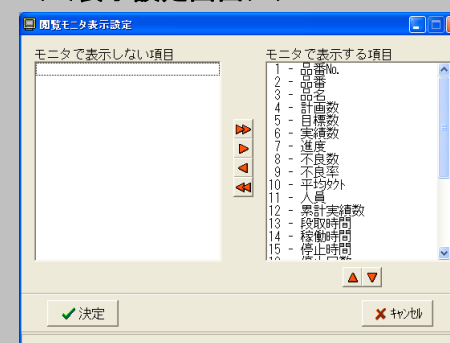 閲覧モニタ表示設定
モニタで表示しない項目
モニタで表示する項目
1 - 品番No.
2 - 品番
3 - 品名
4 - 計画数
5 - 目標数
6 - 実績数
7 - 進度
8 - 不良数
9 - 不良率
10 - 平均タクト
11 - 人員
12 - 累計実績数
13 - 段取時間
14 - 稼働時間
15 - 停止時間
決定
キャンセル